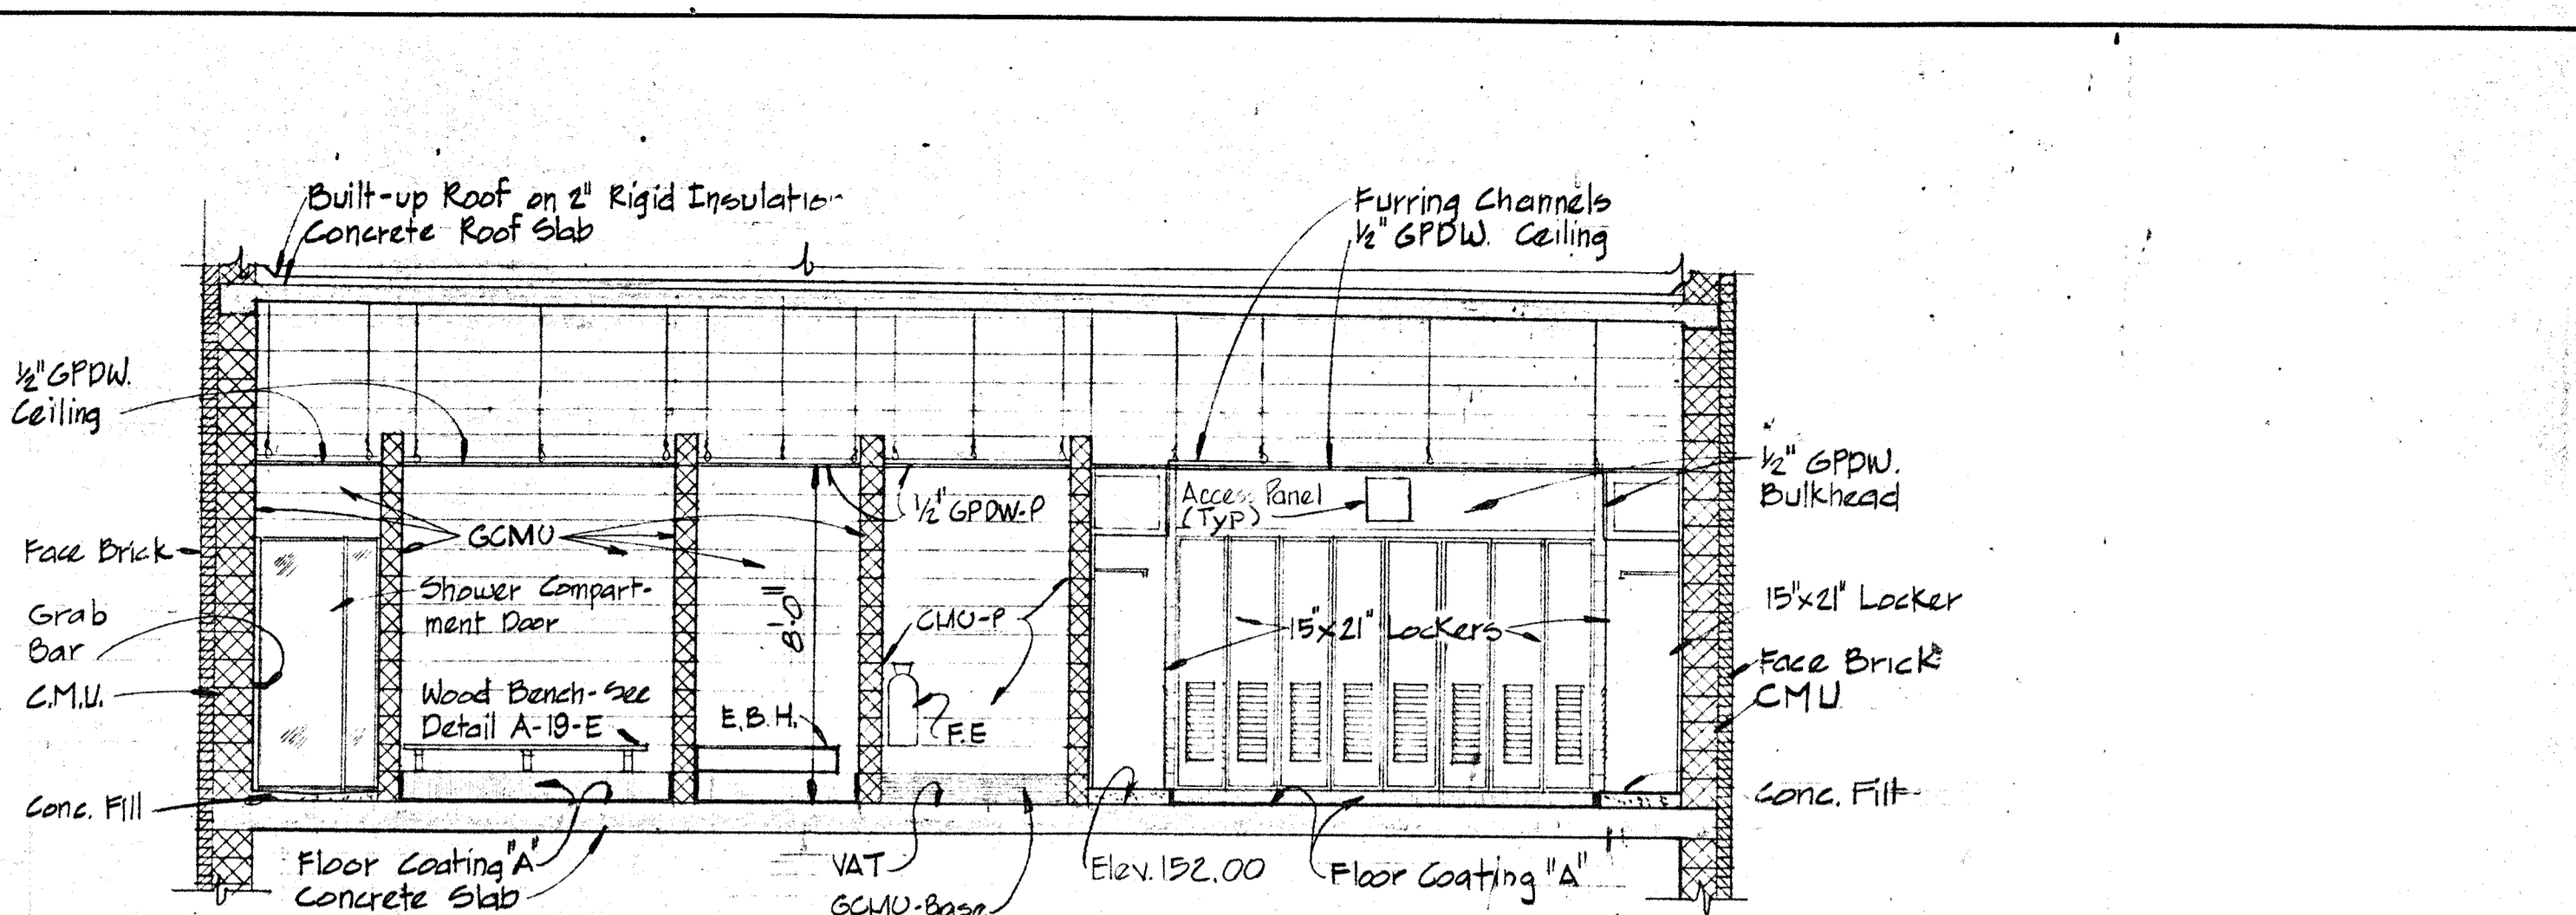 Built-up Roof on 2" Rigid Insulation
Concrete Roof Slab
Furring Channels
1/2" GPDW. Ceiling
1/2" GPDW.
Ceiling
1/2" GPDW.
Bulkhead
Access Panel
(Typ)
1/2" GPDW-P
GCMU
Face Brick
Shower Compart-
ment Door
Grab
Bar
C.M.U.
8'-0"
CMU-P
15"x21" Lockers
15"x21" Locker
Face Brick
CMU
Wood Bench-See
Detail A-19-E
E.B.H.
F.E
Conc. Fill
Conc. Fill
Floor Coating "A"
Concrete Slab
VAT
GCMU-Base
Elev. 152.00
Floor Coating "A"